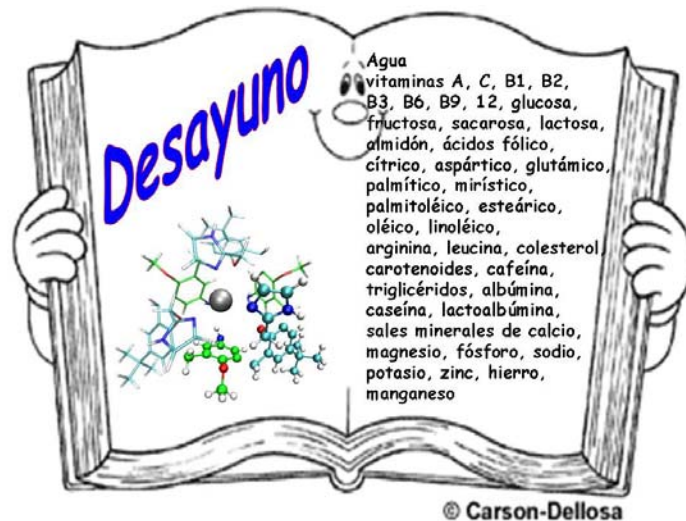 Desayuno
Agua
vitaminas A, C, B1, B2,
B3, B6, B9, 12, glucosa,
fructosa, sacarosa, lactosa,
almidón, ácidos fólico,
cítrico, aspártico, glutámico,
palmítico, mirístico,
palmitoléico, esteárico,
oléico, linoléico,
arginina, leucina, colesterol,
carotenoides, cafeína,
triglicéridos, albúmina,
caseína, lactoalbúmina,
sales minerales de calcio,
magnesio, fósforo, sodio,
potasio, zinc, hierro,
manganeso
© Carson-Dellosa